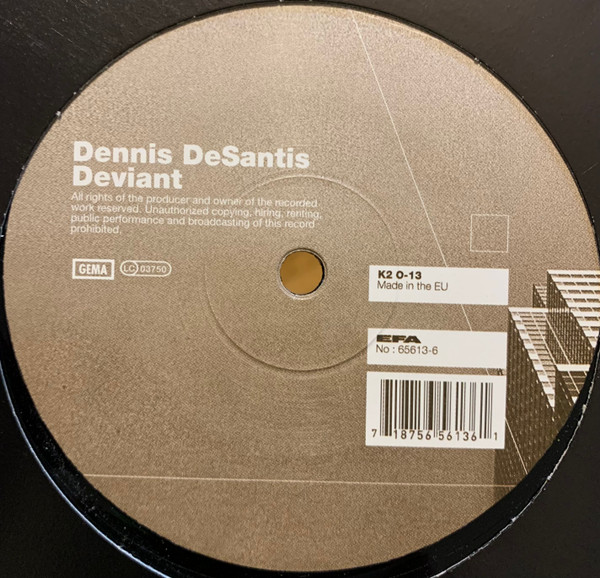 Dennis DeSantis
Deviant
All rights of the producer and owner of the recorded
work reserved. Unauthorized copying, hiring, renting,
public performance and broadcasting of this record
prohibited.
GEMA LC 03750
K2 O-13
Made in the EU
EFA
No : 65613-6
7 18756 56136 1